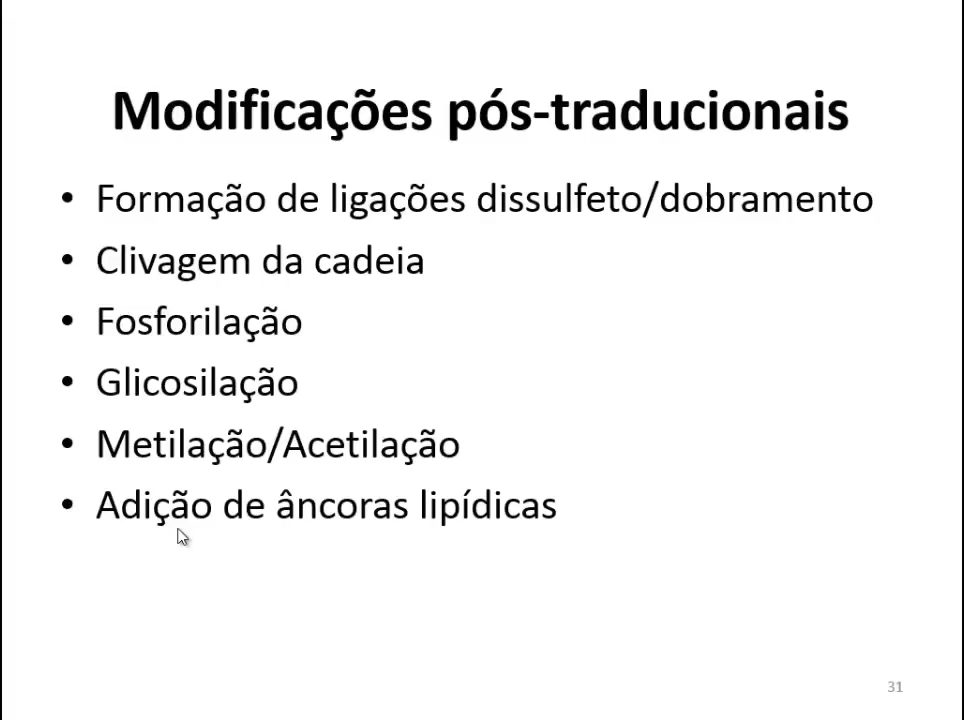 Modificações pós-traducionais
• Formação de ligações dissulfeto/dobramento
• Clivagem da cadeia
• Fosforilação
• Glicosilação
• Metilação/Acetilação
• Adição de âncoras lipídicas
31